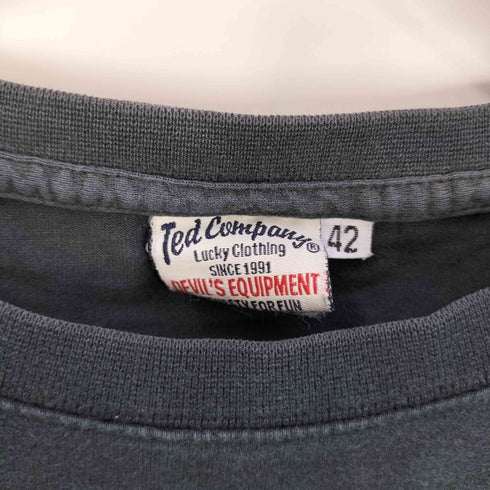 Ted Company®
Lucky Clothing
SINCE 1991
DEVIL'S EQUIPMENT
FOR FUN
42